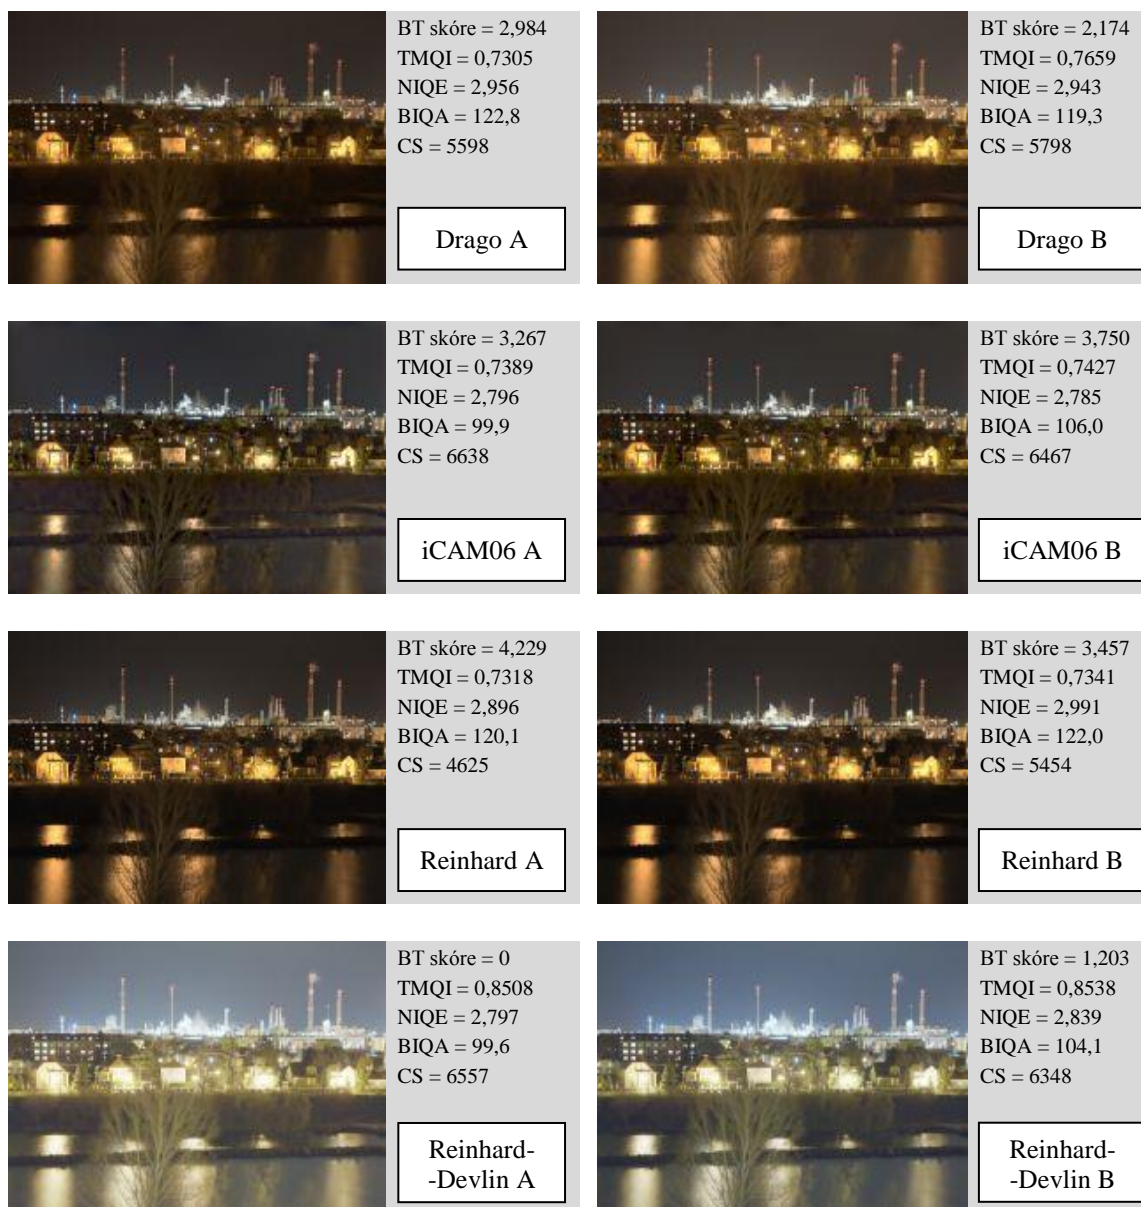 BT skóre = 2,984
TMQI = 0,7305
NIQE = 2,956
BIQA = 122,8
CS = 5598
Drago A
BT skóre = 2,174
TMQI = 0,7659
NIQE = 2,943
BIQA = 119,3
CS = 5798
Drago B
BT skóre = 3,267
TMQI = 0,7389
NIQE = 2,796
BIQA = 99,9
CS = 6638
iCAM06 A
BT skóre = 3,750
TMQI = 0,7427
NIQE = 2,785
BIQA = 106,0
CS = 6467
iCAM06 B
BT skóre = 4,229
TMQI = 0,7318
NIQE = 2,896
BIQA = 120,1
CS = 4625
Reinhard A
BT skóre = 3,457
TMQI = 0,7341
NIQE = 2,991
BIQA = 122,0
CS = 5454
Reinhard B
BT skóre = 0
TMQI = 0,8508
NIQE = 2,797
BIQA = 99,6
CS = 6557
Reinhard-
-Devlin A
BT skóre = 1,203
TMQI = 0,8538
NIQE = 2,839
BIQA = 104,1
CS = 6348
Reinhard-
-Devlin B